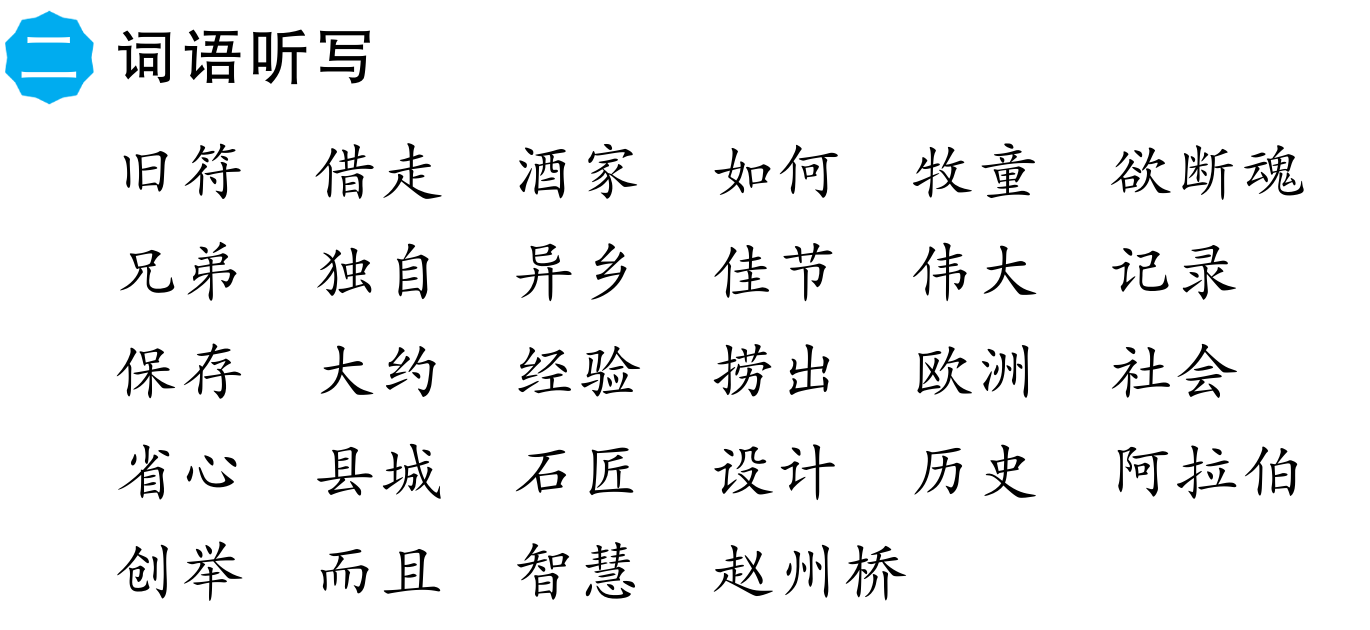 二 词语听写
旧符 借走 酒家 如何 牧童 欲断魂
兄弟 独自 异乡 佳节 伟大 记录
保存 大约 经验 捞出 欧洲 社会
省心 县城 石匠 设计 历史 阿拉伯
创举 而且 智慧 赵州桥